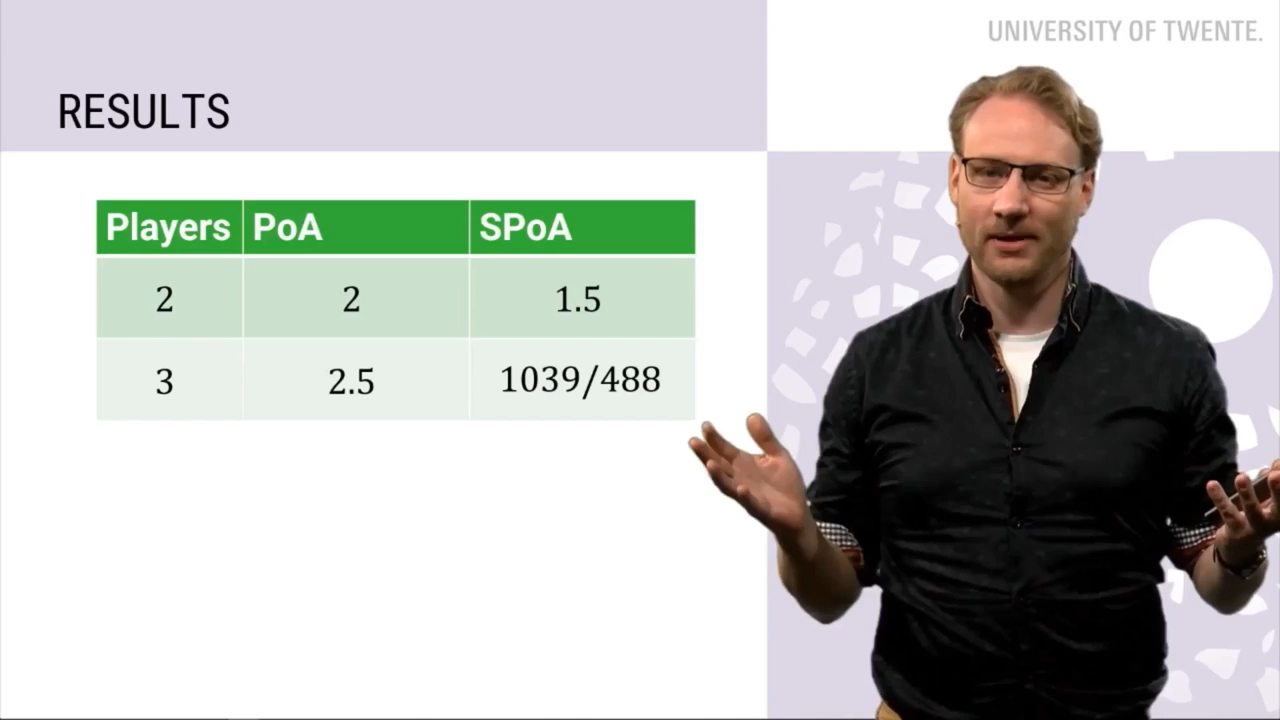 UNIVERSITY OF TWENTE.
RESULTS
Players PoA SPoA
2 2 1.5
3 2.5 1039/488